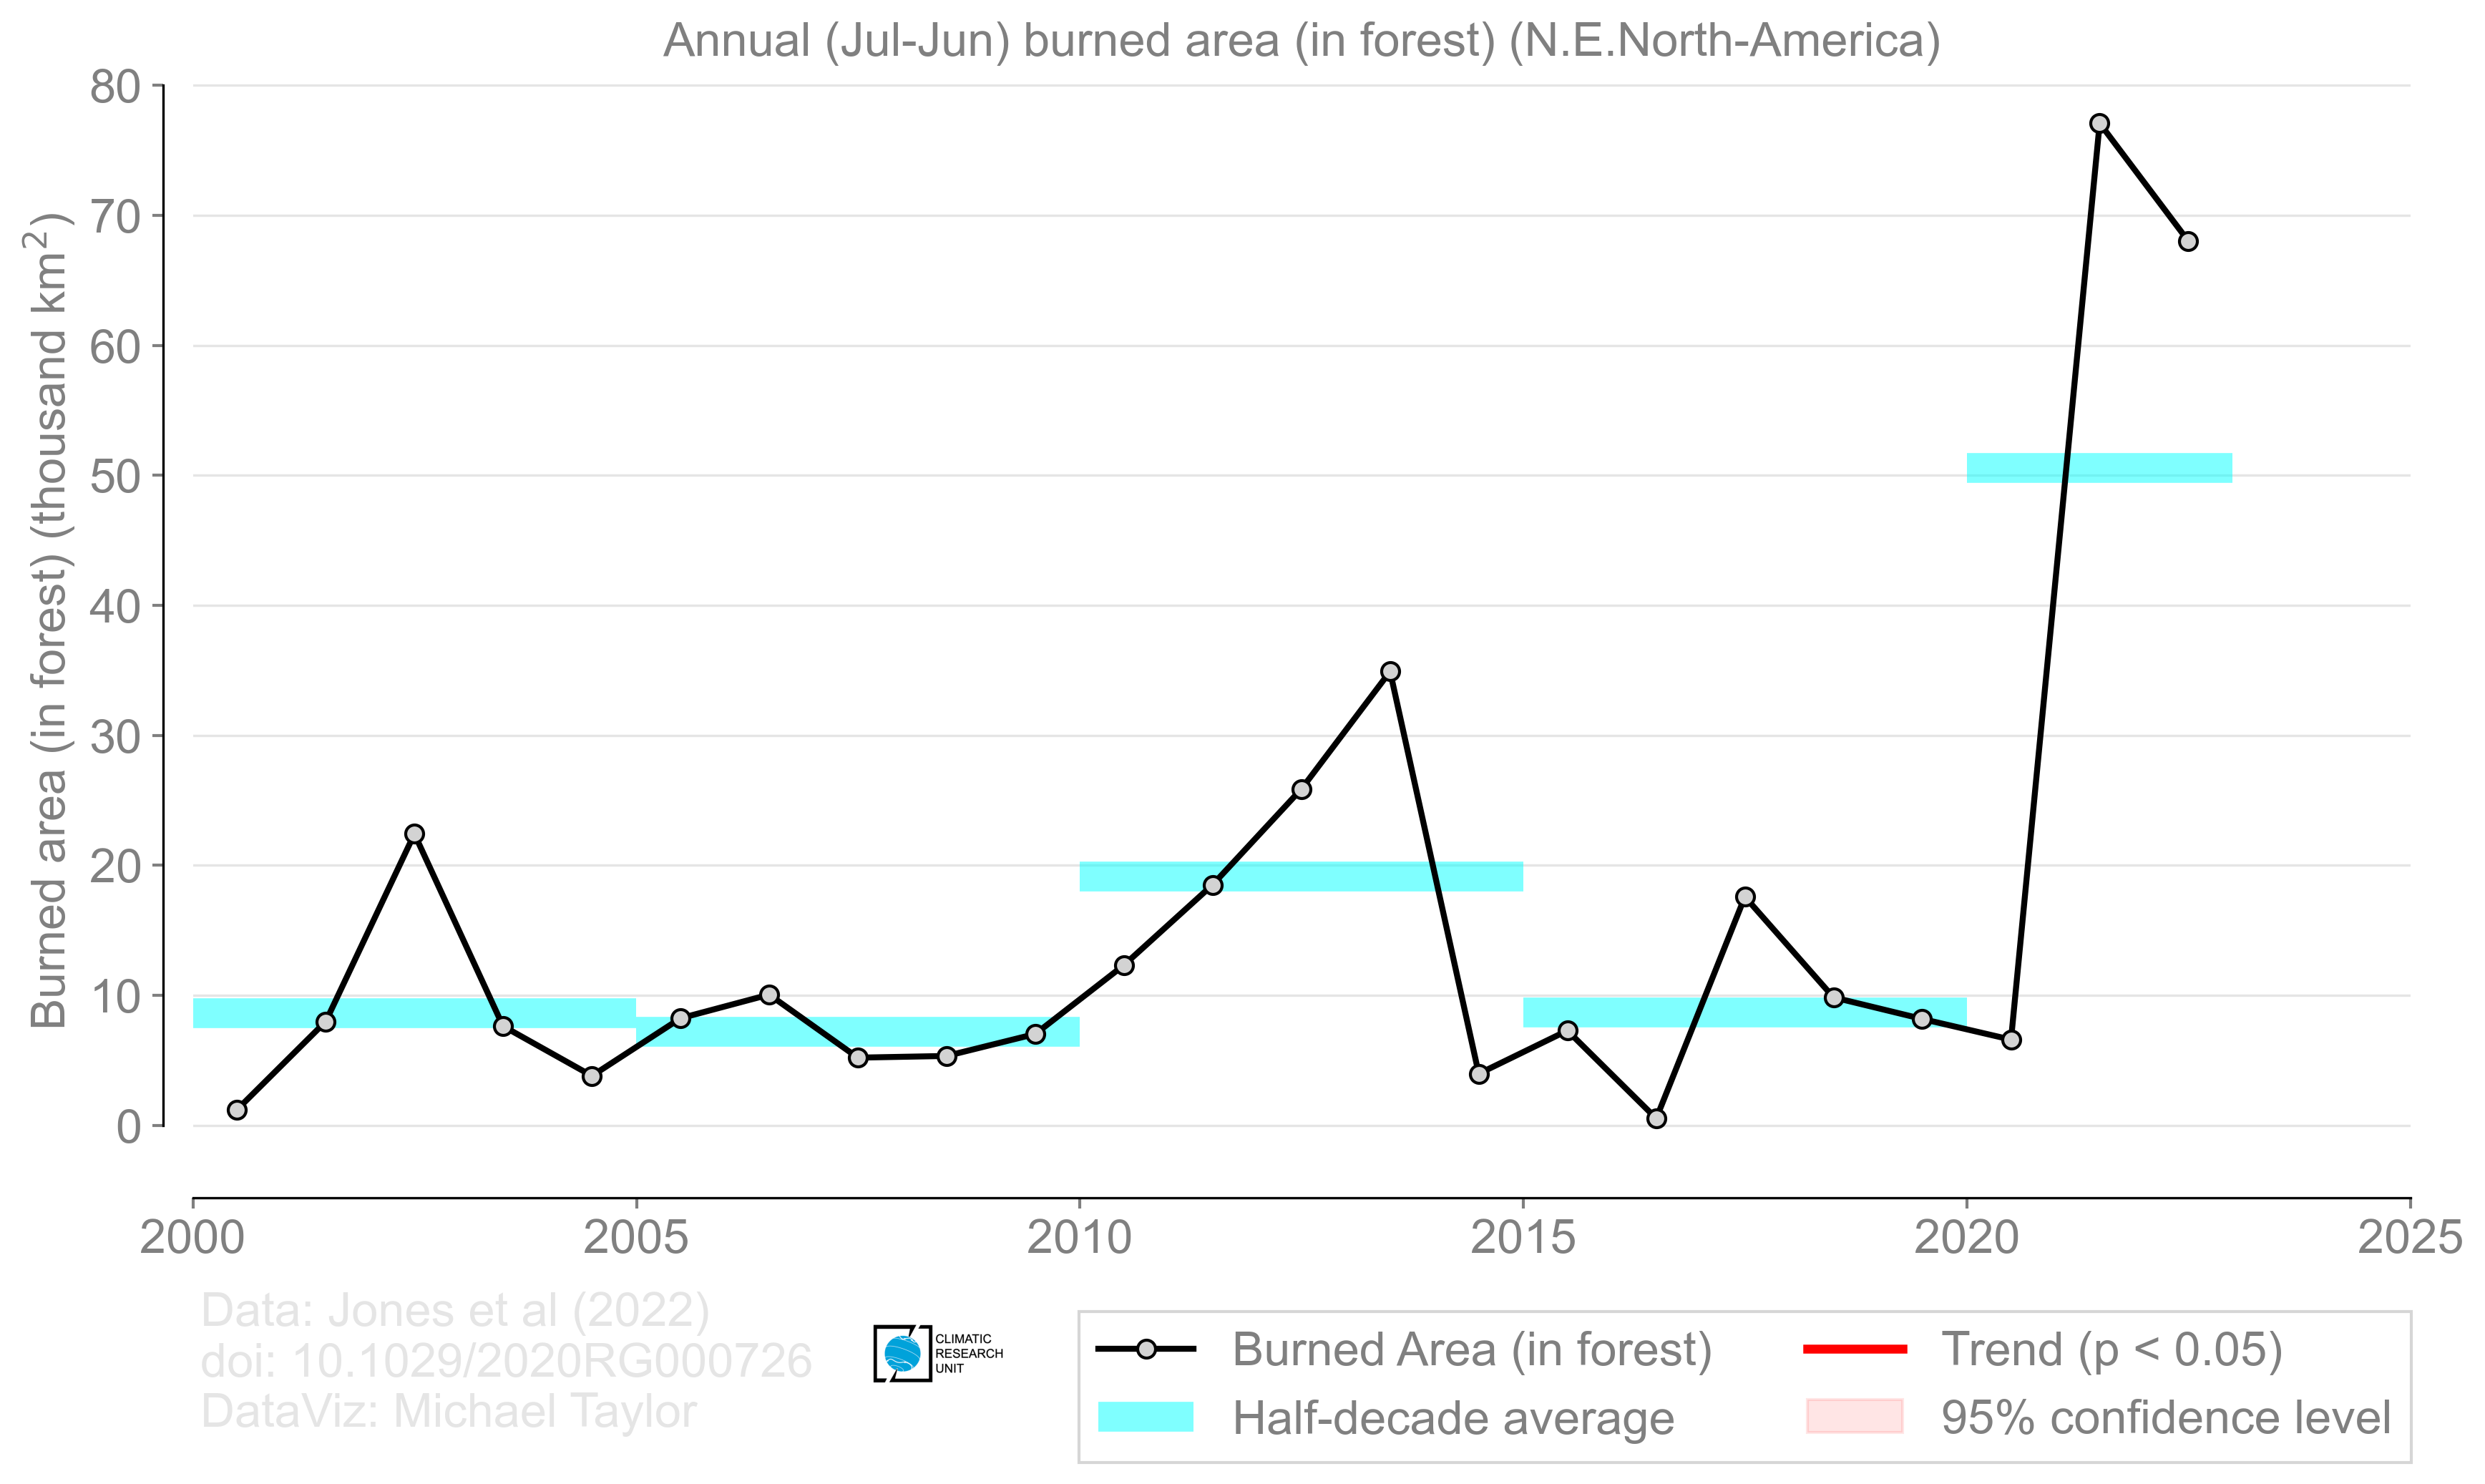 Annual (Jul-Jun) burned area (in forest) (N.E.North-America)
Burned area (in forest) (thousand km²)
80
70
60
50
40
30
20
10
0
2000 2005 2010 2015 2020 2025
Data: Jones et al (2022)
doi: 10.1029/2020RG000726
DataViz: Michael Taylor
CLIMATIC
RESEARCH
UNIT
Burned Area (in forest)
Half-decade average
Trend (p < 0.05)
95% confidence level